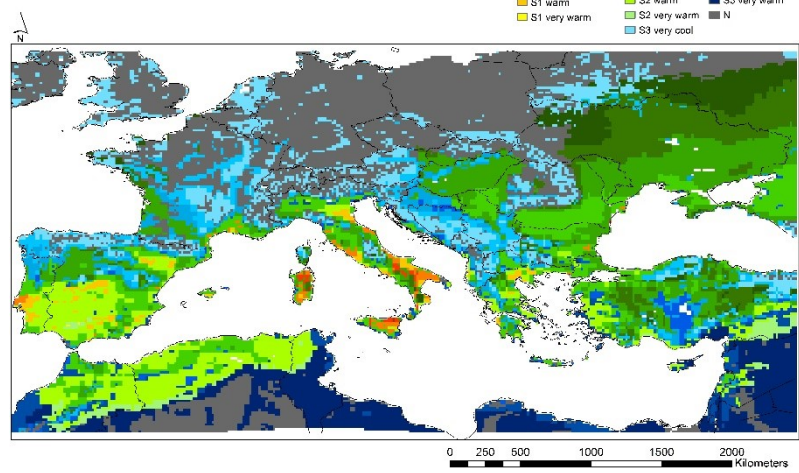 S1 warm
S2 warm
S3 very warm
S1 very warm
S2 very warm
N
S3 very cool
N
0 250 500 1000 1500 2000
Kilometers